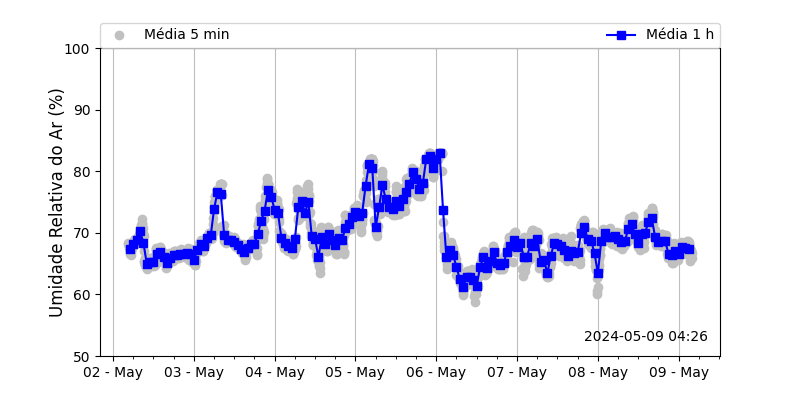 Média 5 min
Média 1 h
Umidade Relativa do Ar (%)
100
90
80
70
60
50
2024-05-09 04:26
02 - May
03 - May
04 - May
05 - May
06 - May
07 - May
08 - May
09 - May